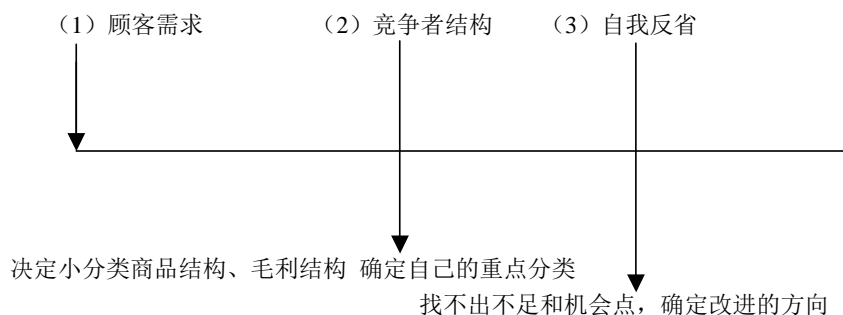 （1）顾客需求 （2）竞争者结构 （3）自我反省
决定小分类商品结构、毛利结构 确定自己的重点分类
找不出不足和机会点，确定改进的方向